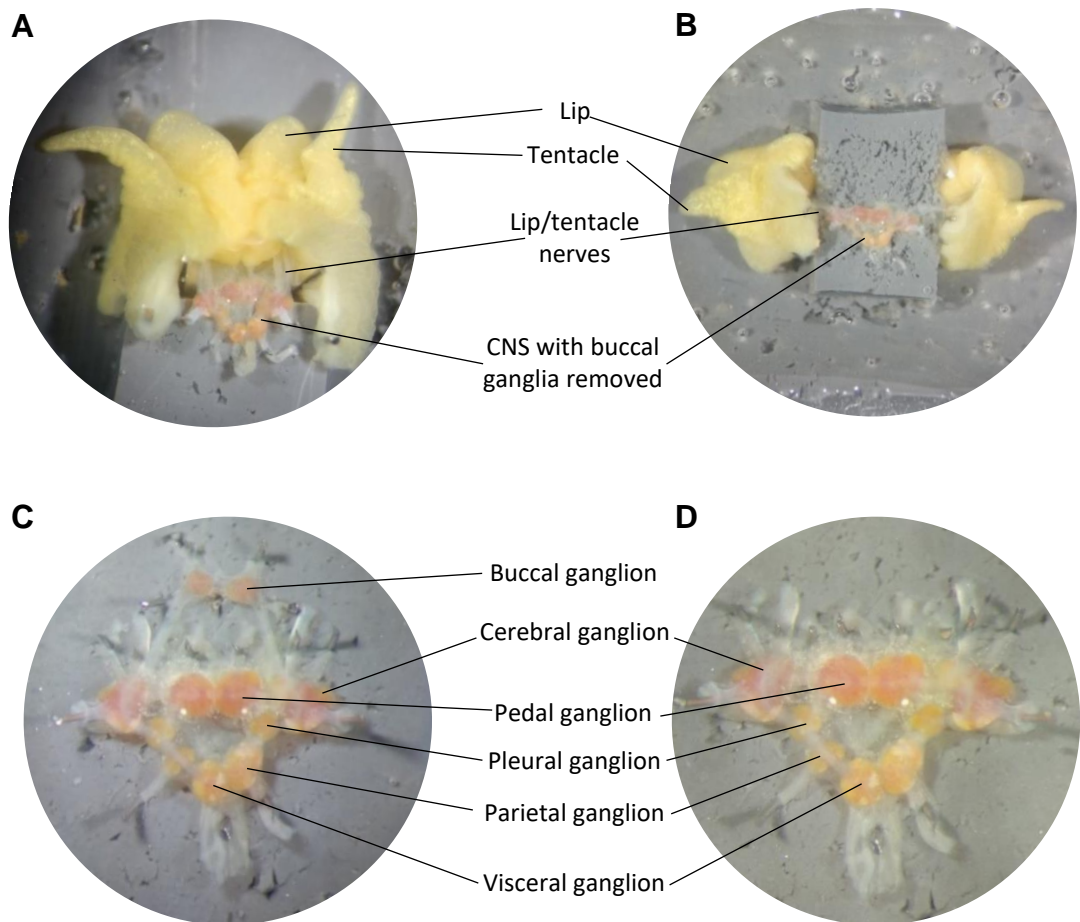 A
B
Lip
Tentacle
Lip/tentacle
nerves
CNS with buccal
ganglia removed
C
D
Buccal ganglion
Cerebral ganglion
Pedal ganglion
Pleural ganglion
Parietal ganglion
Visceral ganglion